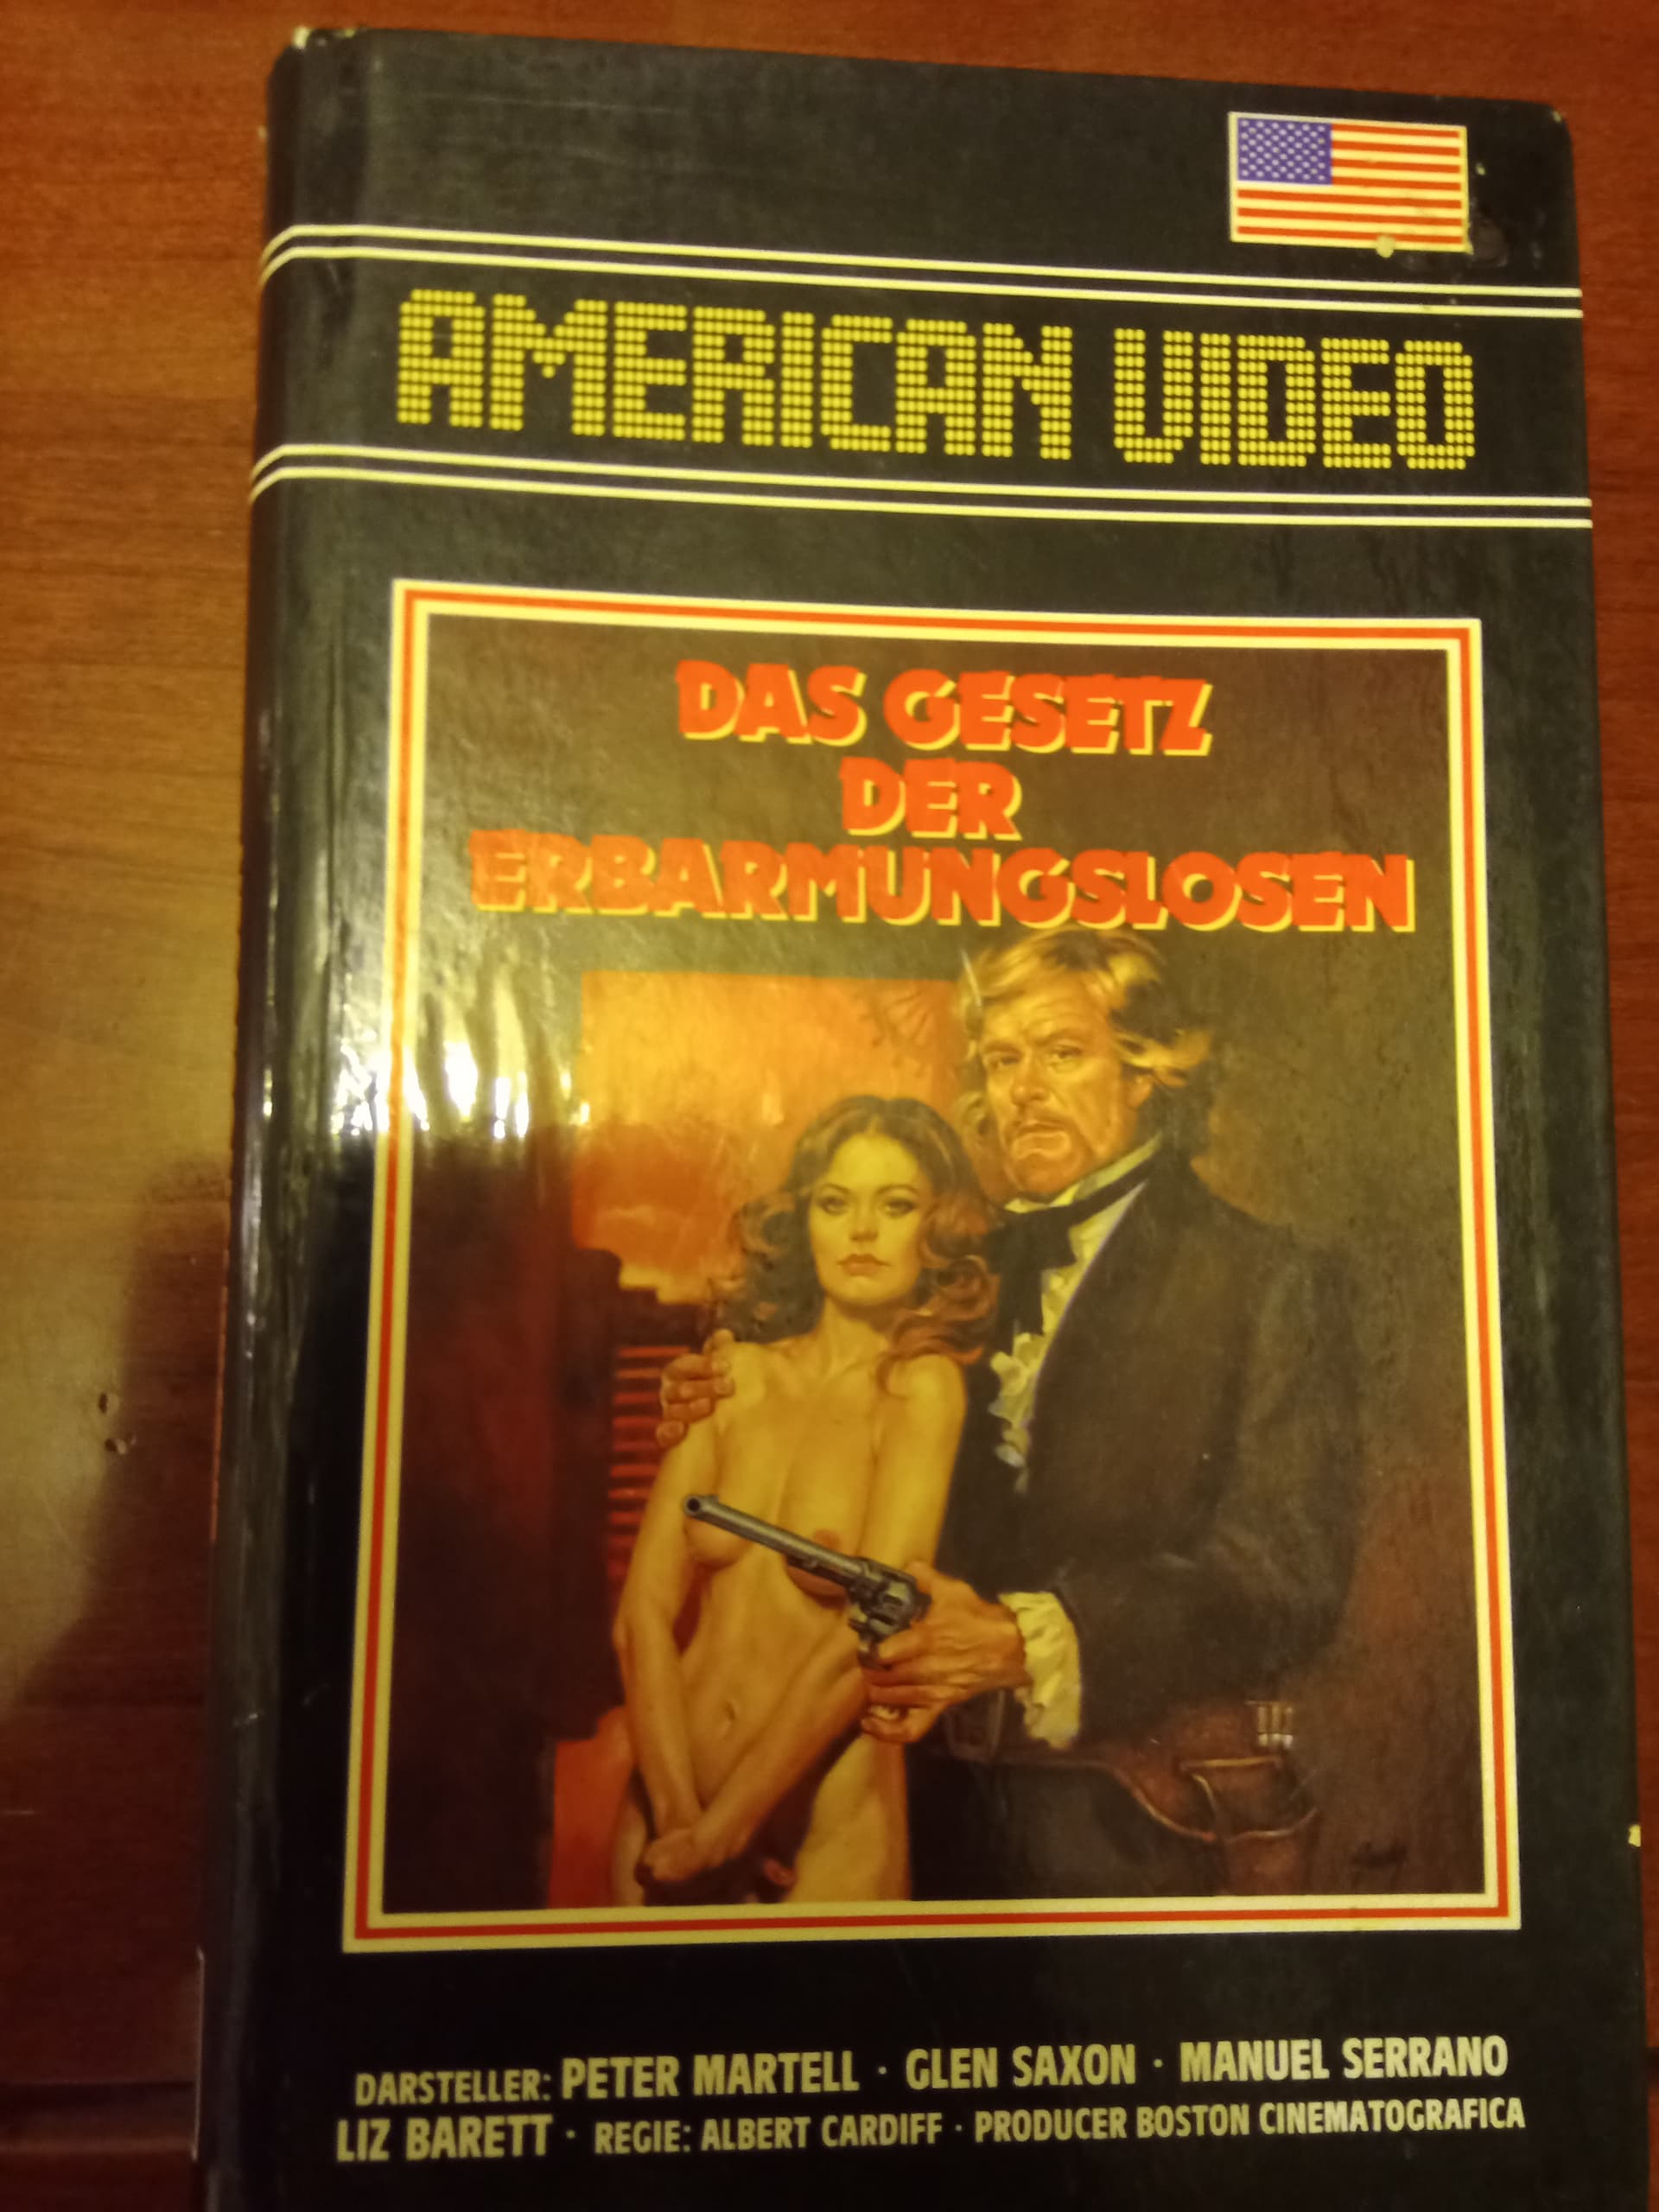 AMERICAN VIDEO
DAS GESETZ
DER
ERBARMUNGSLOSEN
DARSTELLER: PETER MARTELL · GLEN SAXON · MANUEL SERRANO
LIZ BARETT · REGIE: ALBERT CARDIFF · PRODUCER BOSTON CINEMATOGRAFICA